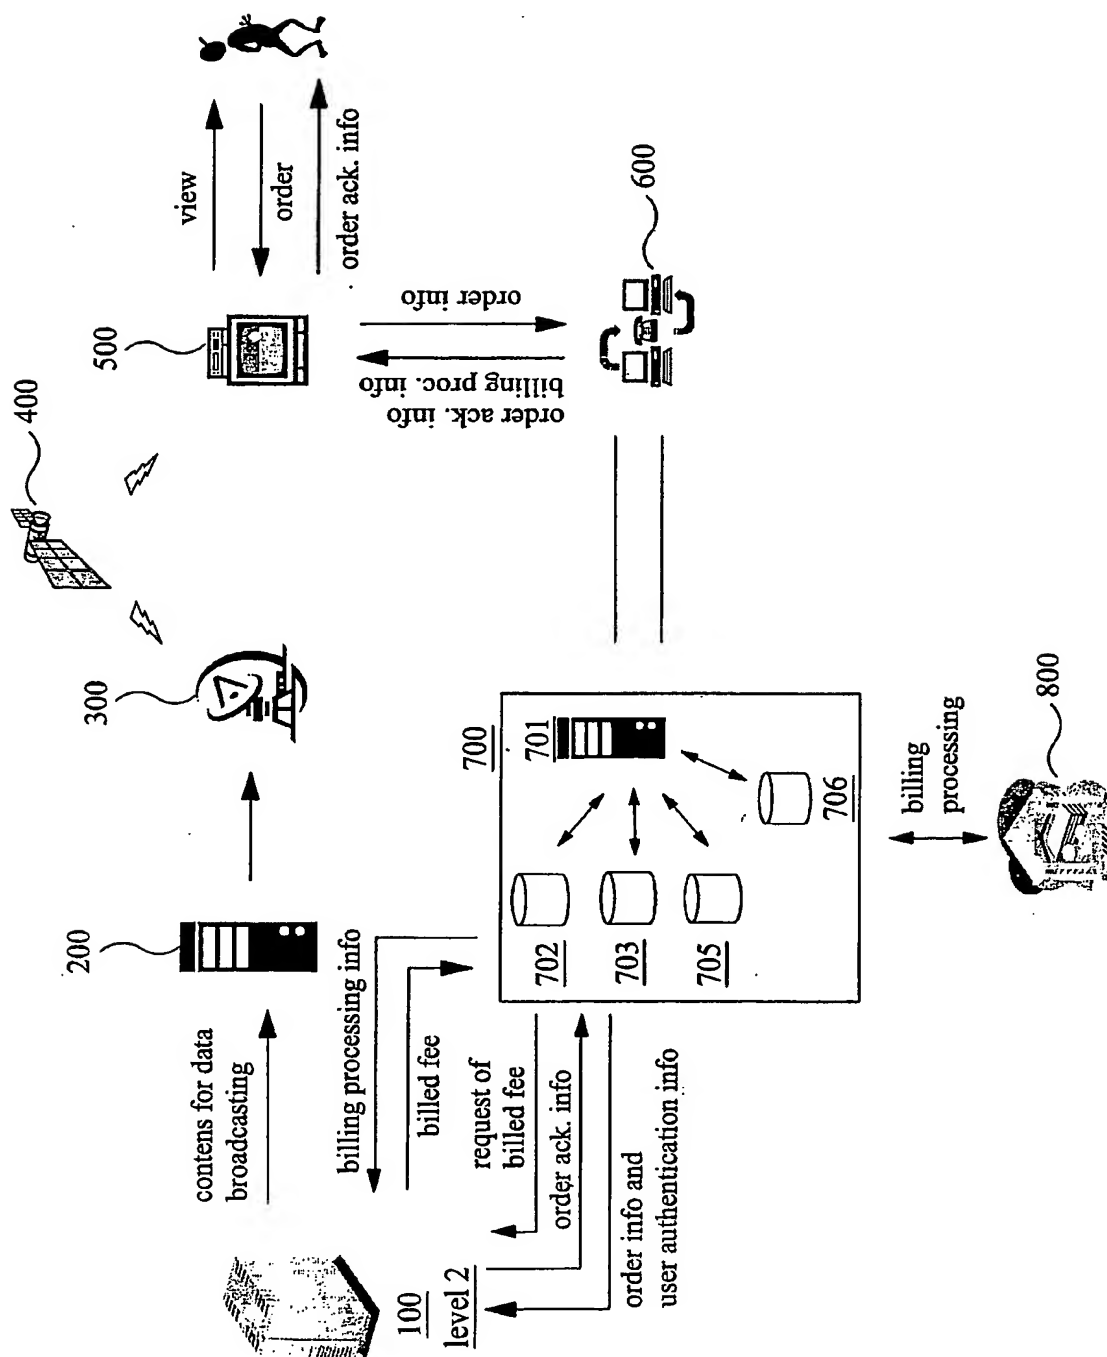 400
500
view
order
order ack. info
300
200
contens for data
broadcasting
order info
billing proc. info
order ack. info
600
billing processing info
billed fee
request of
billed fee
order ack. info
order info and
user authentication info
100
level 2
700
701
702
703
705
706
billing
processing
800